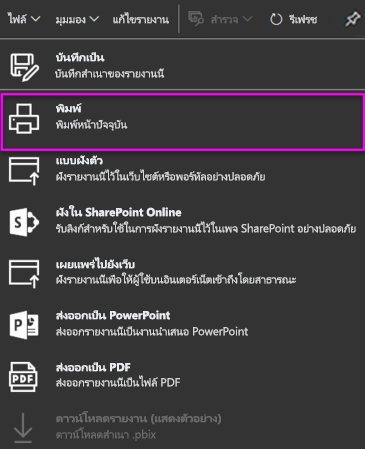 ไฟล์ มุมมอง แก้ไขรายงาน สำรวจ รีเฟรช
บันทึกเป็น
บันทึกสำเนาของรายงานนี้
พิมพ์
พิมพ์หน้าปัจจุบัน
แบบฝังตัว
ฝังรายงานนี้ไว้ในเว็บไซต์หรือพอร์ทัลอย่างปลอดภัย
ฝังใน SharePoint Online
รับลิงก์สำหรับใช้ในการฝังรายงานนี้ไว้ในเพจ SharePoint อย่างปลอดภัย
เผยแพร่ไปยังเว็บ
ฝังรายงานนี้เพื่อให้ผู้ใช้บนอินเตอร์เน็ตเข้าถึงโดยสาธารณะ
ส่งออกเป็น PowerPoint
ส่งออกรายงานนี้เป็นงานนำเสนอ PowerPoint
ส่งออกเป็น PDF
ส่งออกรายงานนี้เป็นไฟล์ PDF
ดาวน์โหลดรายงาน (แสดงตัวอย่าง)
ดาวน์โหลดสำเนา .pbix